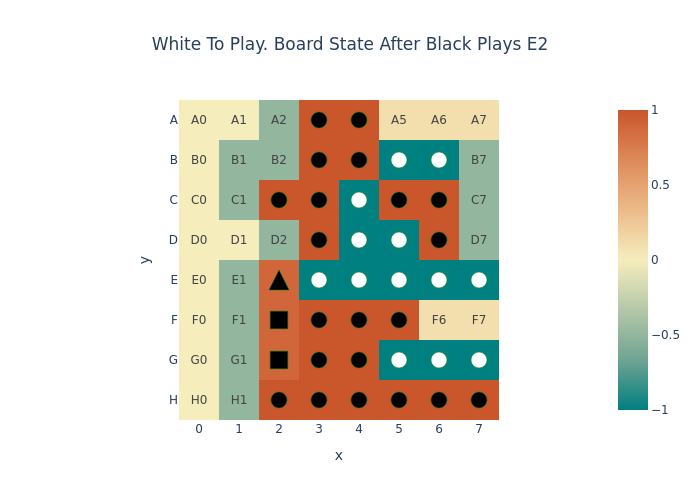 White To Play. Board State After Black Plays E2
A A0 A1 A2 A5 A6 A7
B B0 B1 B2 B7
C C0 C1 C7
D D0 D1 D2 D7
E E0 E1
F F0 F1 F6 F7
G G0 G1
H H0 H1
0 1 2 3 4 5 6 7
x
y
1
0.5
0
−0.5
−1